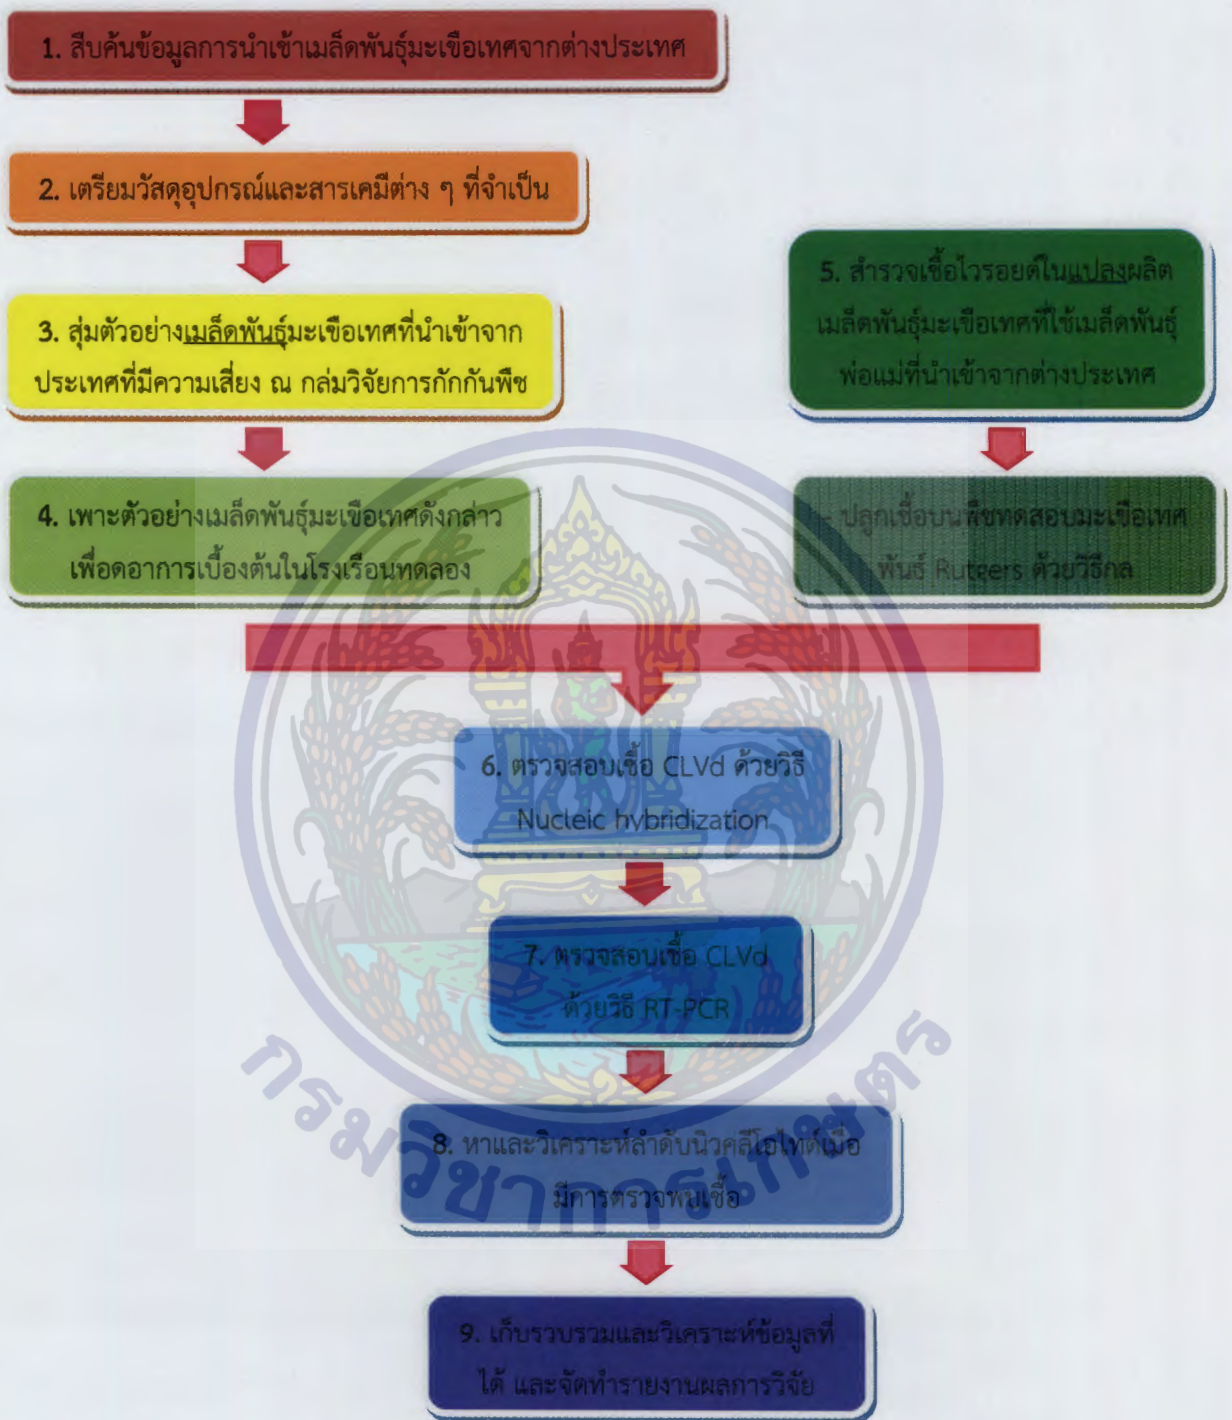 1. สืบค้นข้อมูลการนำเข้าเมล็ดพันธุ์มะเขือเทศจากต่างประเทศ
2. เตรียมวัสดุอุปกรณ์และสารเคมีต่าง ๆ ที่จำเป็น
3. สุ่มตัวอย่างเมล็ดพันธุ์มะเขือเทศที่นำเข้าจาก
ประเทศที่มีความเสี่ยง ณ กลุ่มวิจัยการกักกันพืช
4. เพาะตัวอย่างเมล็ดพันธุ์มะเขือเทศดังกล่าว
เพื่อดูอาการเบื้องต้นในโรงเรือนทดลอง
5. สำรวจเชื้อไวรอยด์ในแปลงผลิต
เมล็ดพันธุ์มะเขือเทศที่ใช้เมล็ดพันธุ์
พ่อแม่ที่นำเข้าจากต่างประเทศ
- ปลูกเชื้อบนพืชทดสอบมะเขือเทศ
พันธุ์ Rutgers ด้วยวิธีกล
6. ตรวจสอบเชื้อ CLVd ด้วยวิธี
Nucleic hybridization
7. ตรวจสอบเชื้อ CLVd
ด้วยวิธี RT-PCR
8. หาและวิเคราะห์ลำดับนิวคลีโอไทด์เมื่อ
มีการตรวจพบเชื้อ
9. เก็บรวบรวมและวิเคราะห์ข้อมูลที่
ได้ และจัดทำรายงานผลการวิจัย
กรมวิชาการเกษตร